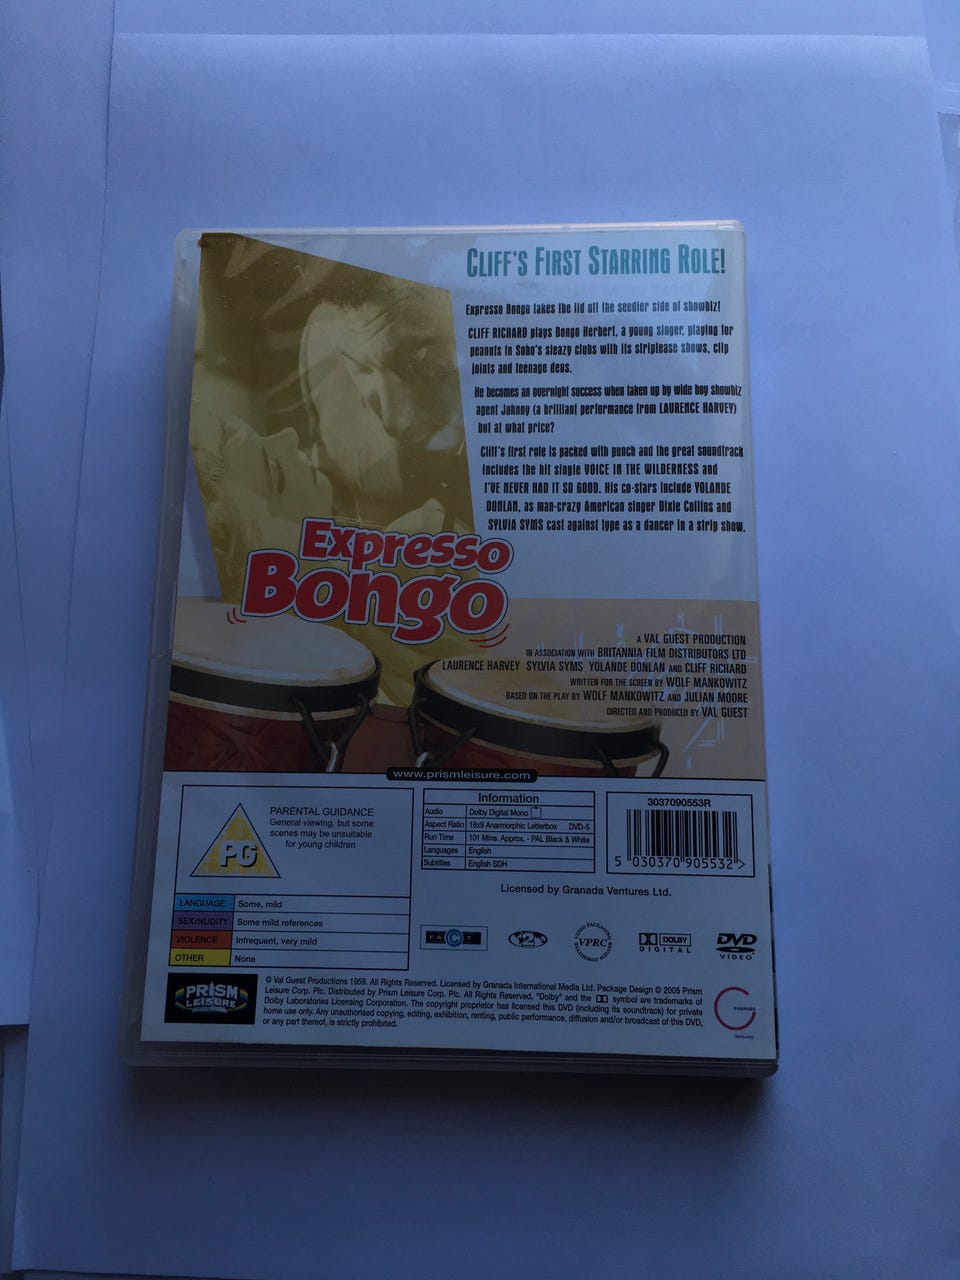 CLIFF'S FIRST STARRING ROLE!
Expresso Bongo takes the lid off the seedier side of showbiz!
CLIFF RICHARD plays Bongo Herbert, a young singer, playing for
peanuts in Soho's sleazy clubs with its striptease shows, clip
joints and teenage dens.
He becomes an overnight success when taken up by wide boy showbiz
agent Johnny (a brilliant performance from LAURENCE HARVEY)
but at what price?
Cliff's first role is packed with punch and the great soundtrack
includes the hit single VOICE IN THE WILDERNESS and
I'VE NEVER HAD IT SO GOOD. His co-stars include YOLANDE
DONLAN, as man-crazy American singer Dixie Collins and
SYLVIA SYMS cast against type as a dancer in a strip show.
Expresso
Bongo
A VAL GUEST PRODUCTION
IN ASSOCIATION WITH BRITANNIA FILM DISTRIBUTORS LTD
LAURENCE HARVEY SYLVIA SYMS YOLANDE DONLAN AND CLIFF RICHARD
WRITTEN FOR THE SCREEN BY WOLF MANKOWITZ
BASED ON THE PLAY BY WOLF MANKOWITZ AND JULIAN MOORE
DIRECTED AND PRODUCED BY VAL GUEST
www.prismleisure.com
PG
PARENTAL GUIDANCE
General viewing, but some
scenes may be unsuitable
for young children
LANGUAGE Some, mild
SEX/NUDITY Some mild references
VIOLENCE Infrequent, very mild
OTHER None
Information
Audio Dolby Digital Mono
Aspect Ratio 16x9 Anamorphic Letterbox DVD-5
Run Time 101 Mins. Approx. - PAL Black & White
Languages English
Subtitles English SDH
3037090553R
5 030370 905532 >
Licensed by Granada Ventures Ltd.
FACT
2
VIDEO PACKAGING REVIEW COMMITTEE
VPRC
DOLBY
DIGITAL
DVD
VIDEO
PRISM
LEISURE
© Val Guest Productions 1959. All Rights Reserved. Licensed by Granada International Media Ltd. Package Design © 2005 Prism
Leisure Corp. Plc. Distributed by Prism Leisure Corp. Plc. All Rights Reserved. "Dolby" and the symbol are trademarks of
Dolby Laboratories Licensing Corporation. The copyright proprietor has licensed this DVD (including its soundtrack) for private
home use only. Any unauthorised copying, editing, exhibition, renting, public performance, diffusion and/or broadcast of this DVD,
or any part thereof, is strictly prohibited.
GRANADA
Ventures